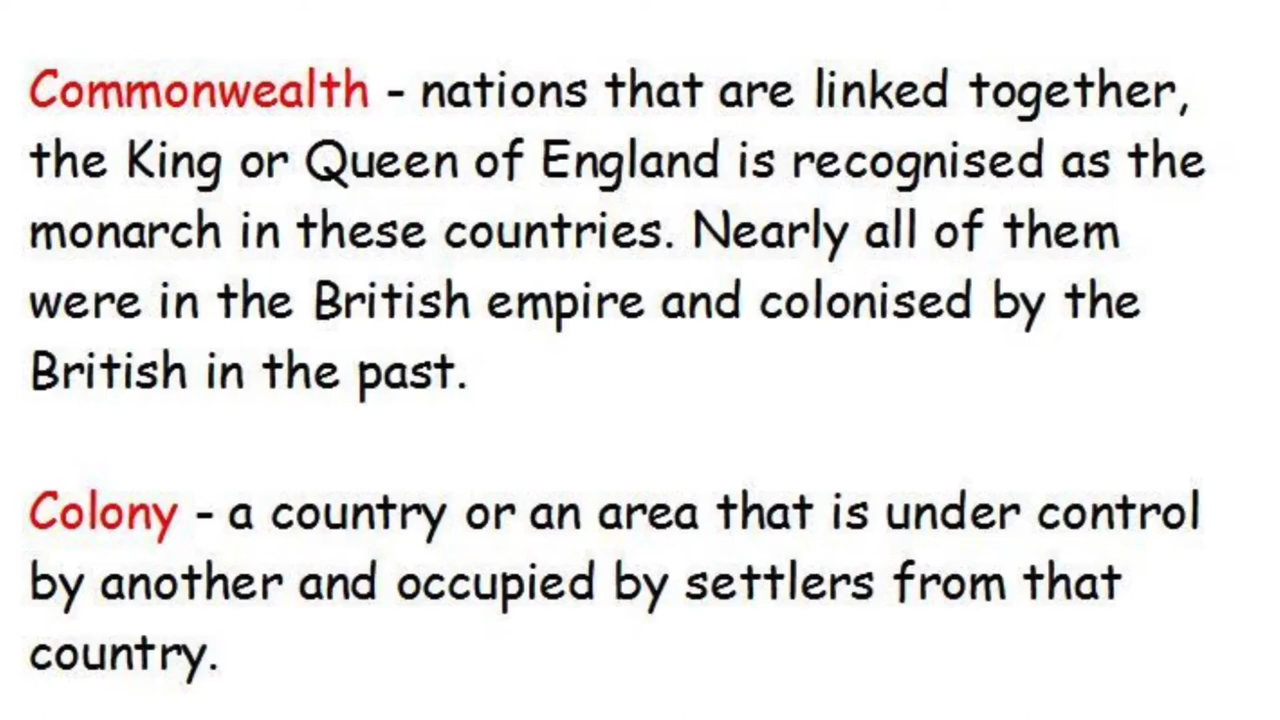 Commonwealth - nations that are linked together,
the King or Queen of England is recognised as the
monarch in these countries. Nearly all of them
were in the British empire and colonised by the
British in the past.
Colony - a country or an area that is under control
by another and occupied by settlers from that
country.